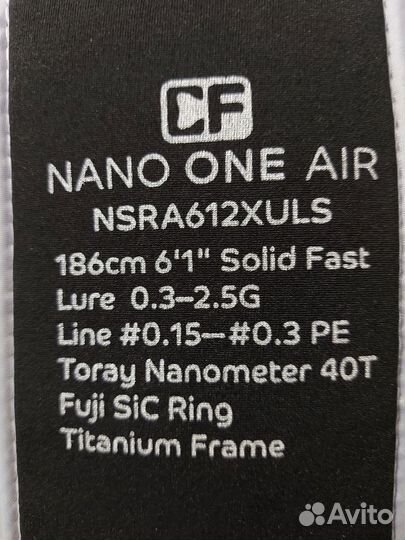 CF
NANO ONE AIR
NSRA612XULS
186cm 6'1" Solid Fast
Lure 0.3–2.5G
Line #0.15—#0.3 PE
Toray Nanometer 40T
Fuji SiC Ring
Titanium Frame
Avito